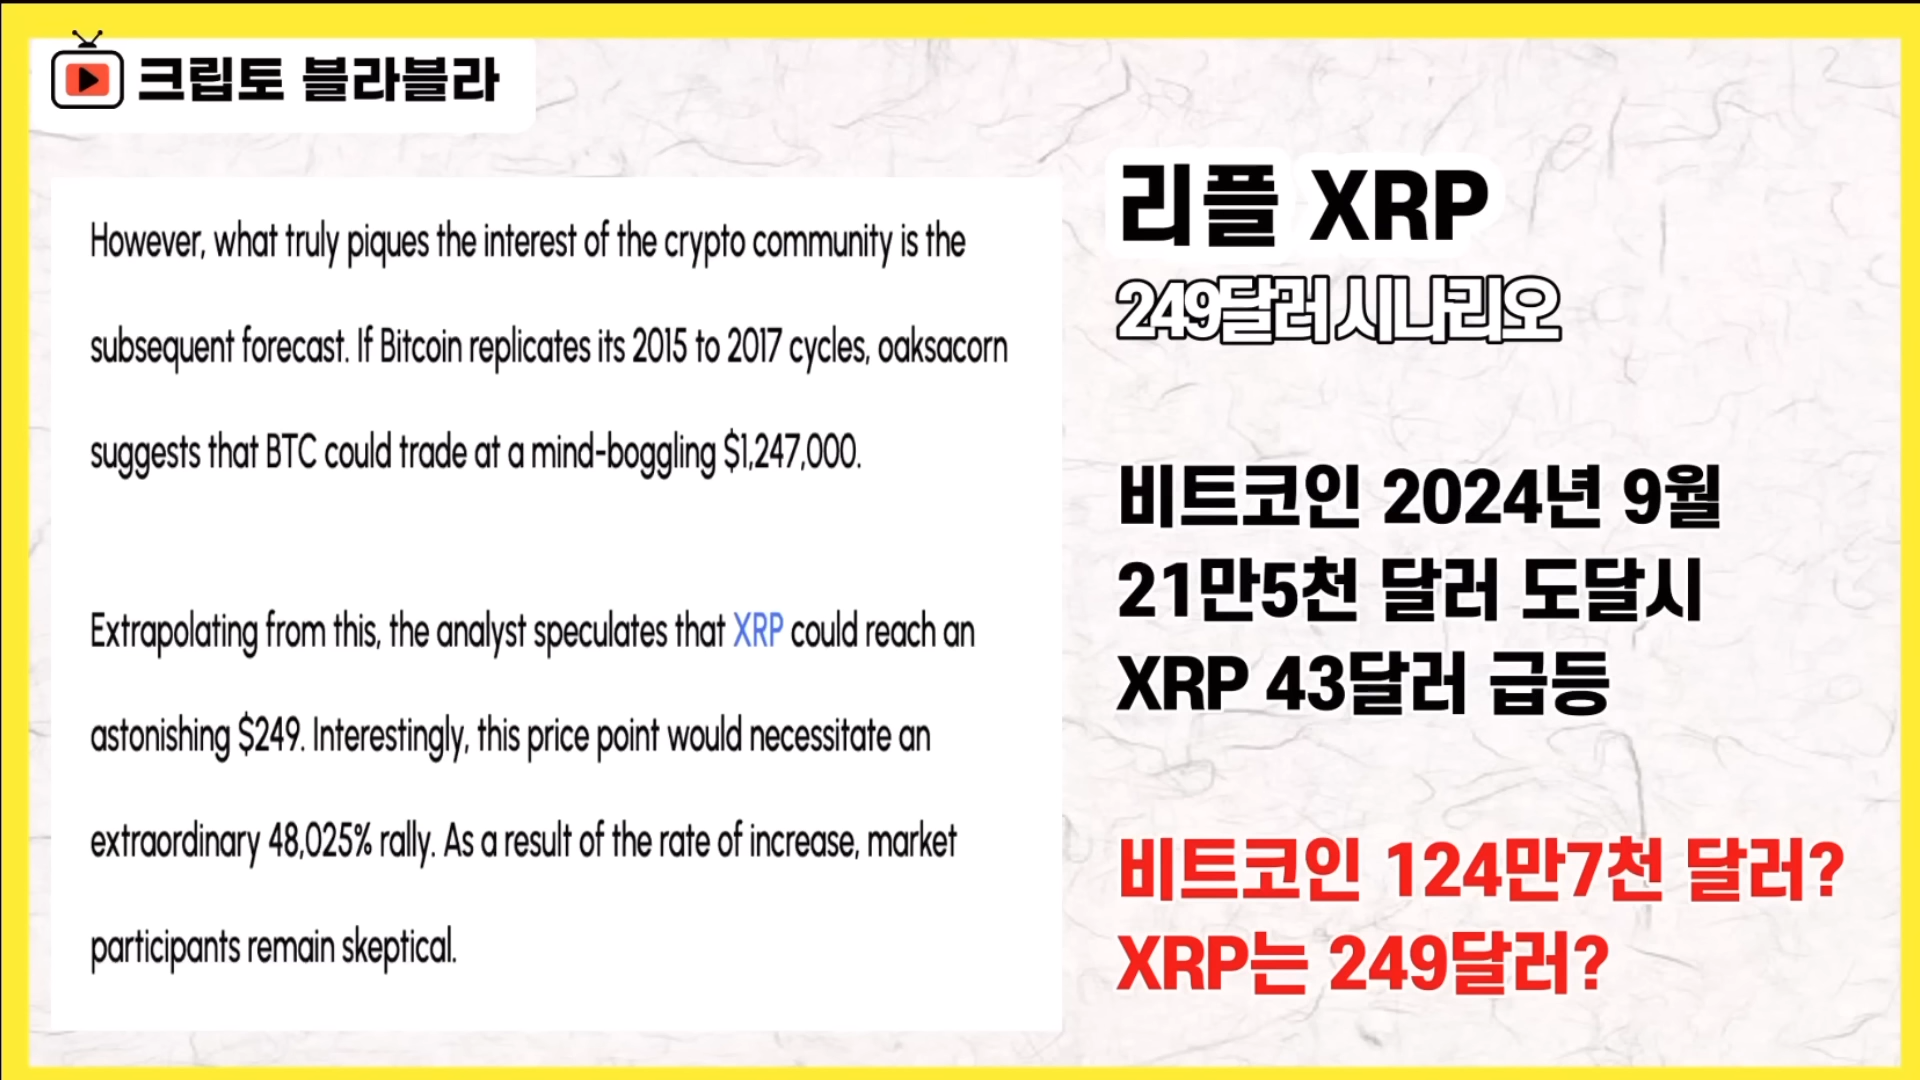 크립토 블라블라
However, what truly piques the interest of the crypto community is the
subsequent forecast. If Bitcoin replicates its 2015 to 2017 cycles, oaksacorn
suggests that BTC could trade at a mind-boggling $1,247,000.
Extrapolating from this, the analyst speculates that XRP could reach an
astonishing $249. Interestingly, this price point would necessitate an
extraordinary 48,025% rally. As a result of the rate of increase, market
participants remain skeptical.
리플 XRP
249달러 시나리오
비트코인 2024년 9월
21만5천 달러 도달시
XRP 43달러 급등
비트코인 124만7천 달러?
XRP는 249달러?